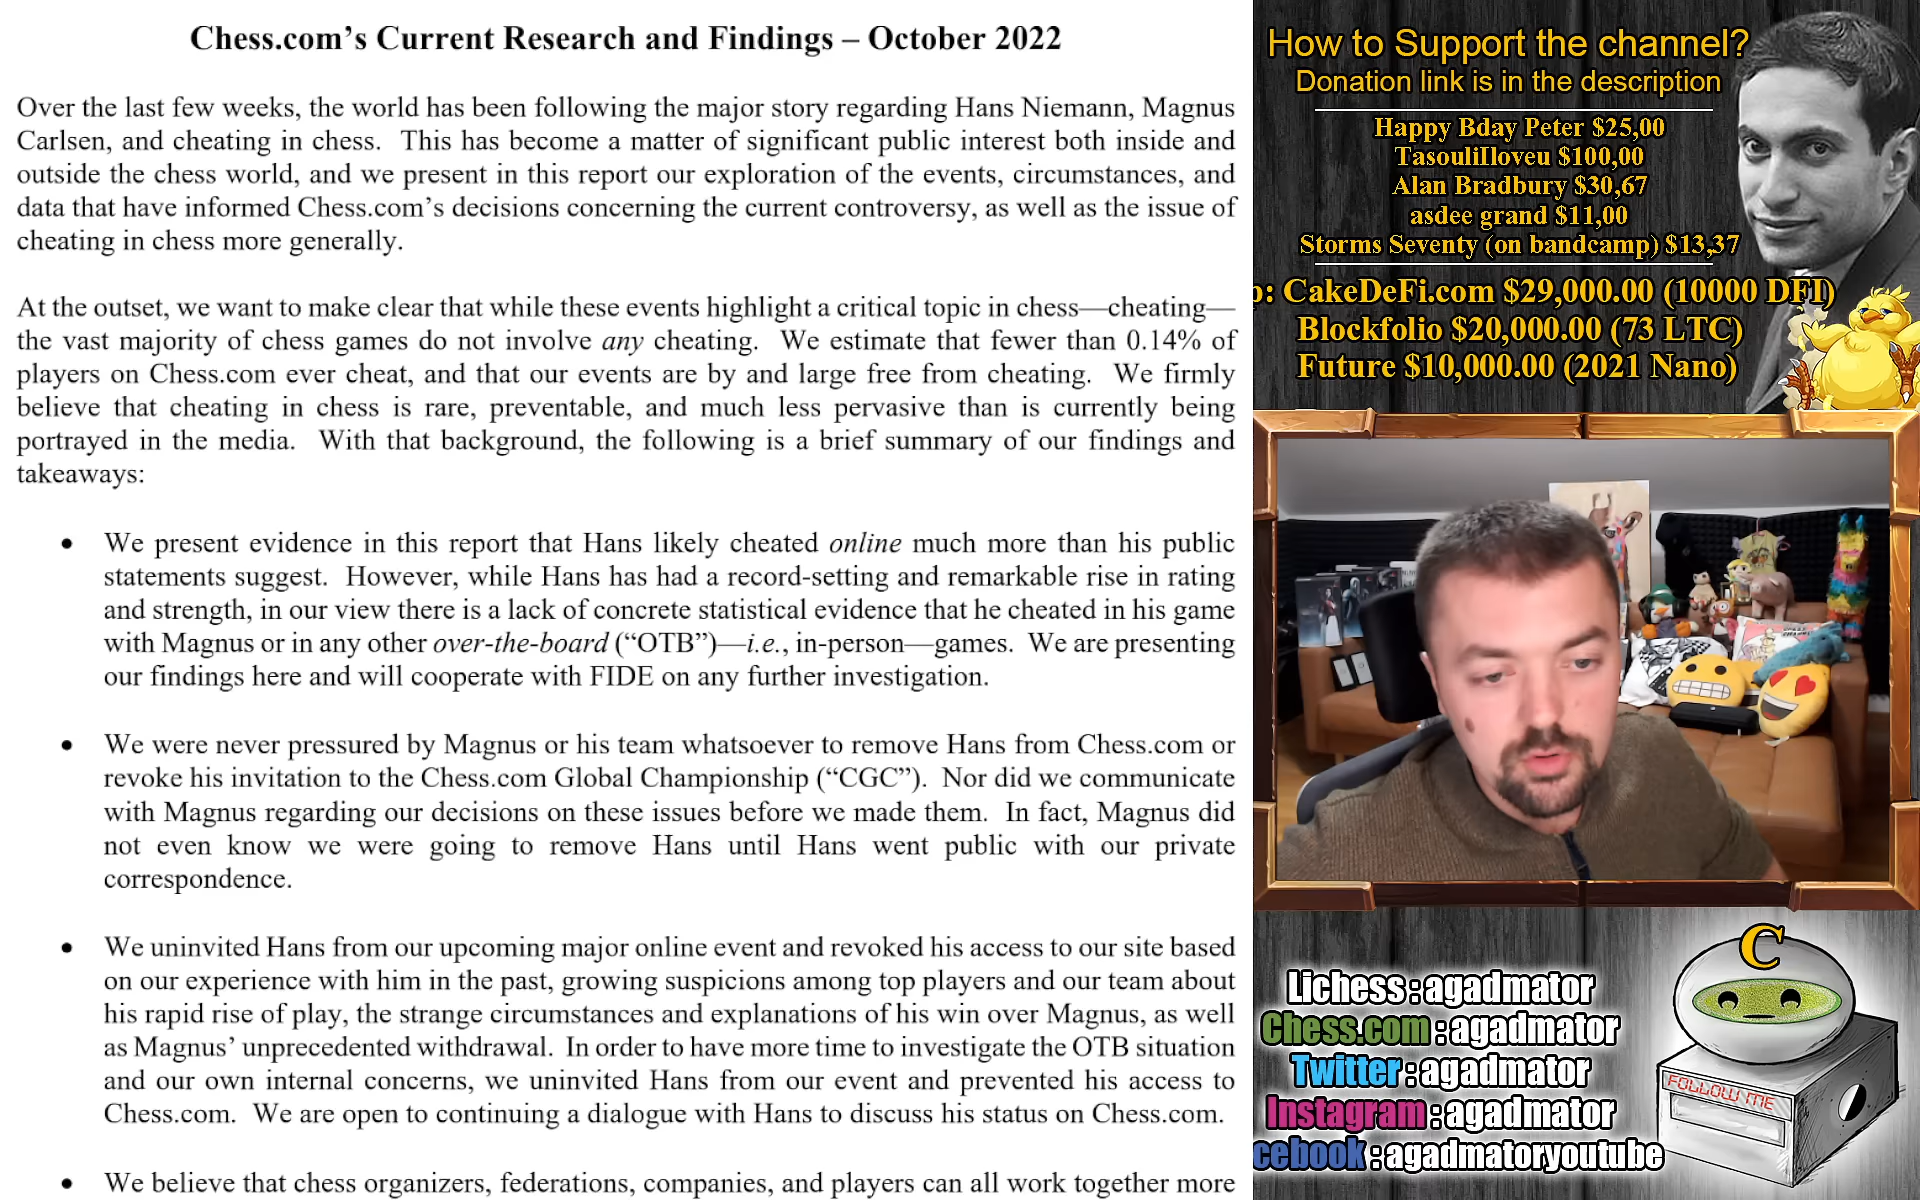 Chess.com’s Current Research and Findings – October 2022
Over the last few weeks, the world has been following the major story regarding Hans Niemann, Magnus
Carlsen, and cheating in chess. This has become a matter of significant public interest both inside and
outside the chess world, and we present in this report our exploration of the events, circumstances, and
data that have informed Chess.com’s decisions concerning the current controversy, as well as the issue of
cheating in chess more generally.
At the outset, we want to make clear that while these events highlight a critical topic in chess—cheating—
the vast majority of chess games do not involve any cheating. We estimate that fewer than 0.14% of
players on Chess.com ever cheat, and that our events are by and large free from cheating. We firmly
believe that cheating in chess is rare, preventable, and much less pervasive than is currently being
portrayed in the media. With that background, the following is a brief summary of our findings and
takeaways:
• We present evidence in this report that Hans likely cheated online much more than his public
statements suggest. However, while Hans has had a record-setting and remarkable rise in rating
and strength, in our view there is a lack of concrete statistical evidence that he cheated in his game
with Magnus or in any other over-the-board (“OTB”)—i.e., in-person—games. We are presenting
our findings here and will cooperate with FIDE on any further investigation.
• We were never pressured by Magnus or his team whatsoever to remove Hans from Chess.com or
revoke his invitation to the Chess.com Global Championship (“CGC”). Nor did we communicate
with Magnus regarding our decisions on these issues before we made them. In fact, Magnus did
not even know we were going to remove Hans until Hans went public with our private
correspondence.
• We uninvited Hans from our upcoming major online event and revoked his access to our site based
on our experience with him in the past, growing suspicions among top players and our team about
his rapid rise of play, the strange circumstances and explanations of his win over Magnus, as well
as Magnus’ unprecedented withdrawal. In order to have more time to investigate the OTB situation
and our own internal concerns, we uninvited Hans from our event and prevented his access to
Chess.com. We are open to continuing a dialogue with Hans to discuss his status on Chess.com.
• We believe that chess organizers, federations, companies, and players can all work together more
How to Support the channel?
Donation link is in the description
Happy Bday Peter $25,00
TasouliIloveu $100,00
Alan Bradbury $30,67
asdee grand $11,00
Storms Seventy (on bandcamp) $13,37
p: CakeDeFi.com $29,000.00 (10000 DFI)
Blockfolio $20,000.00 (73 LTC)
Future $10,000.00 (2021 Nano)
C
Lichess:agadmator
Chess.com:agadmator
Twitter:agadmator
Instagram:agadmator
cebook:agadmatoryoutube
FOLLOW ME